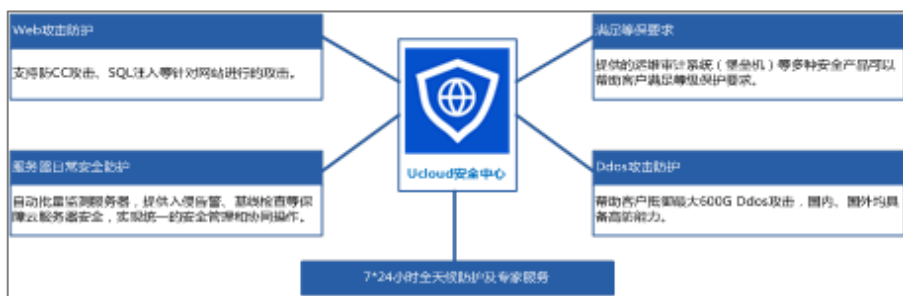 Web攻击防护
支持防CC攻击、SQL注入等针对网站进行的攻击。
满足等保要求
提供的运维审计系统（堡垒机）等多种安全产品可以
帮助客户满足等级保护要求。
Ucloud安全中心
服务器日常安全防护
自动批量监测服务器，提供入侵告警、基线检查等保
障云服务器安全，实现统一的安全管理和协同操作。
Ddos攻击防护
帮助客户抵御最大600G Ddos攻击，国内、国外均具
备高防能力。
7*24小时全天候防护及专家服务